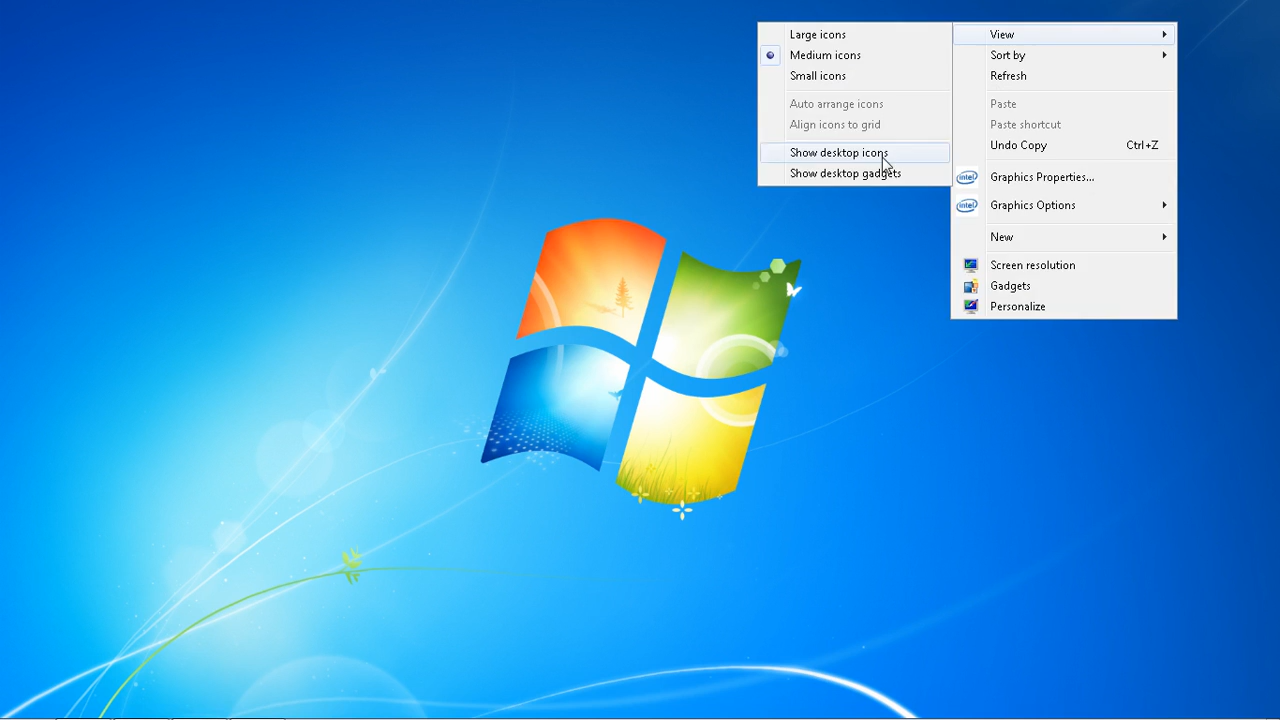 Large icons
Medium icons
Small icons
Auto arrange icons
Align icons to grid
Show desktop icons
Show desktop gadgets
View
Sort by
Refresh
Paste
Paste shortcut
Undo Copy Ctrl+Z
intel Graphics Properties...
intel Graphics Options
New
Screen resolution
Gadgets
Personalize